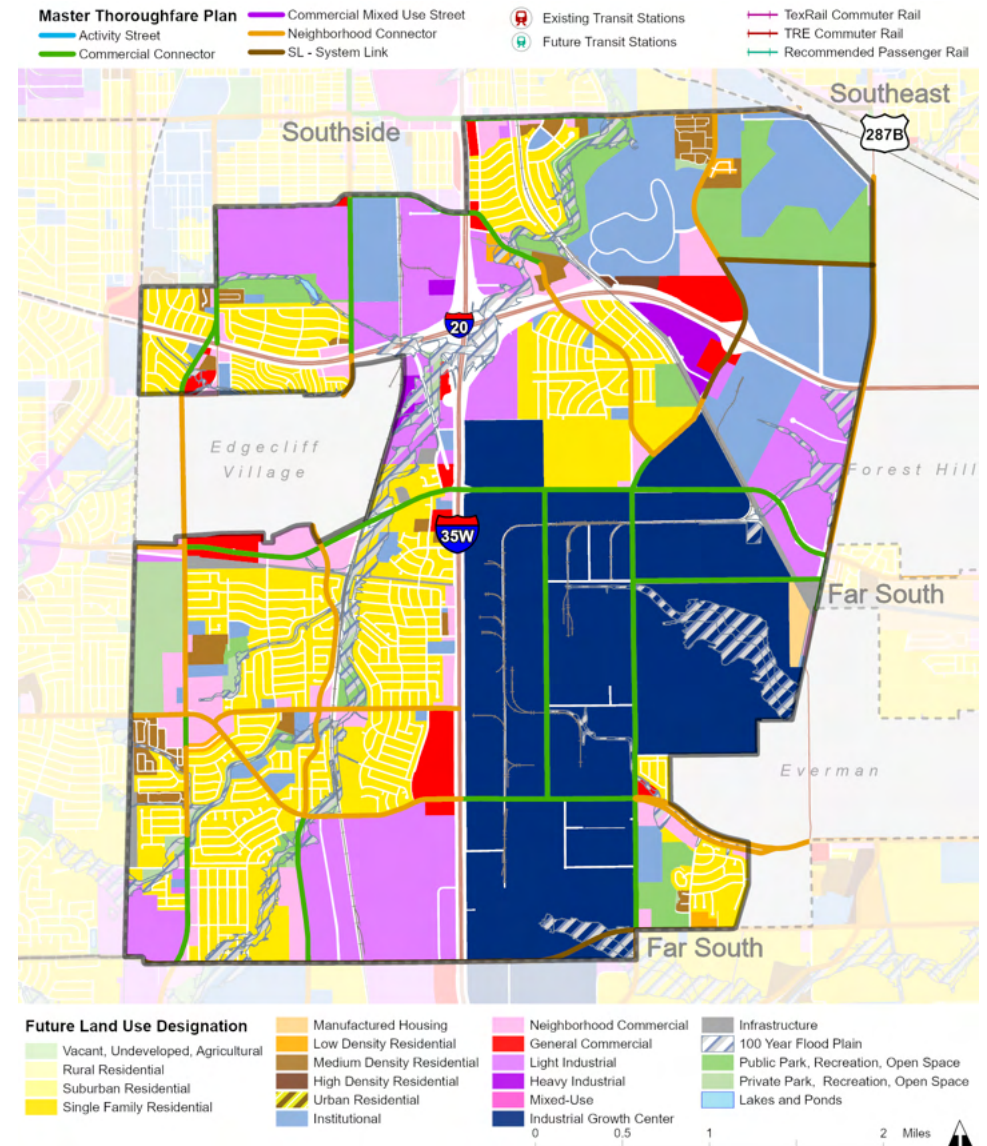 Master Thoroughfare Plan
Activity Street
Commercial Connector
Commercial Mixed Use Street
Neighborhood Connector
SL - System Link
Existing Transit Stations
Future Transit Stations
TexRail Commuter Rail
TRE Commuter Rail
Recommended Passenger Rail
Southeast
287B
Southside
20
Edgecliff
Village
Forest Hill
35W
Far South
Everman
Far South
Future Land Use Designation
Vacant, Undeveloped, Agricultural
Rural Residential
Suburban Residential
Single Family Residential
Manufactured Housing
Low Density Residential
Medium Density Residential
High Density Residential
Urban Residential
Institutional
Neighborhood Commercial
General Commercial
Light Industrial
Heavy Industrial
Mixed-Use
Industrial Growth Center
Infrastructure
100 Year Flood Plain
Public Park, Recreation, Open Space
Private Park, Recreation, Open Space
Lakes and Ponds
0 0.5 1 2 Miles